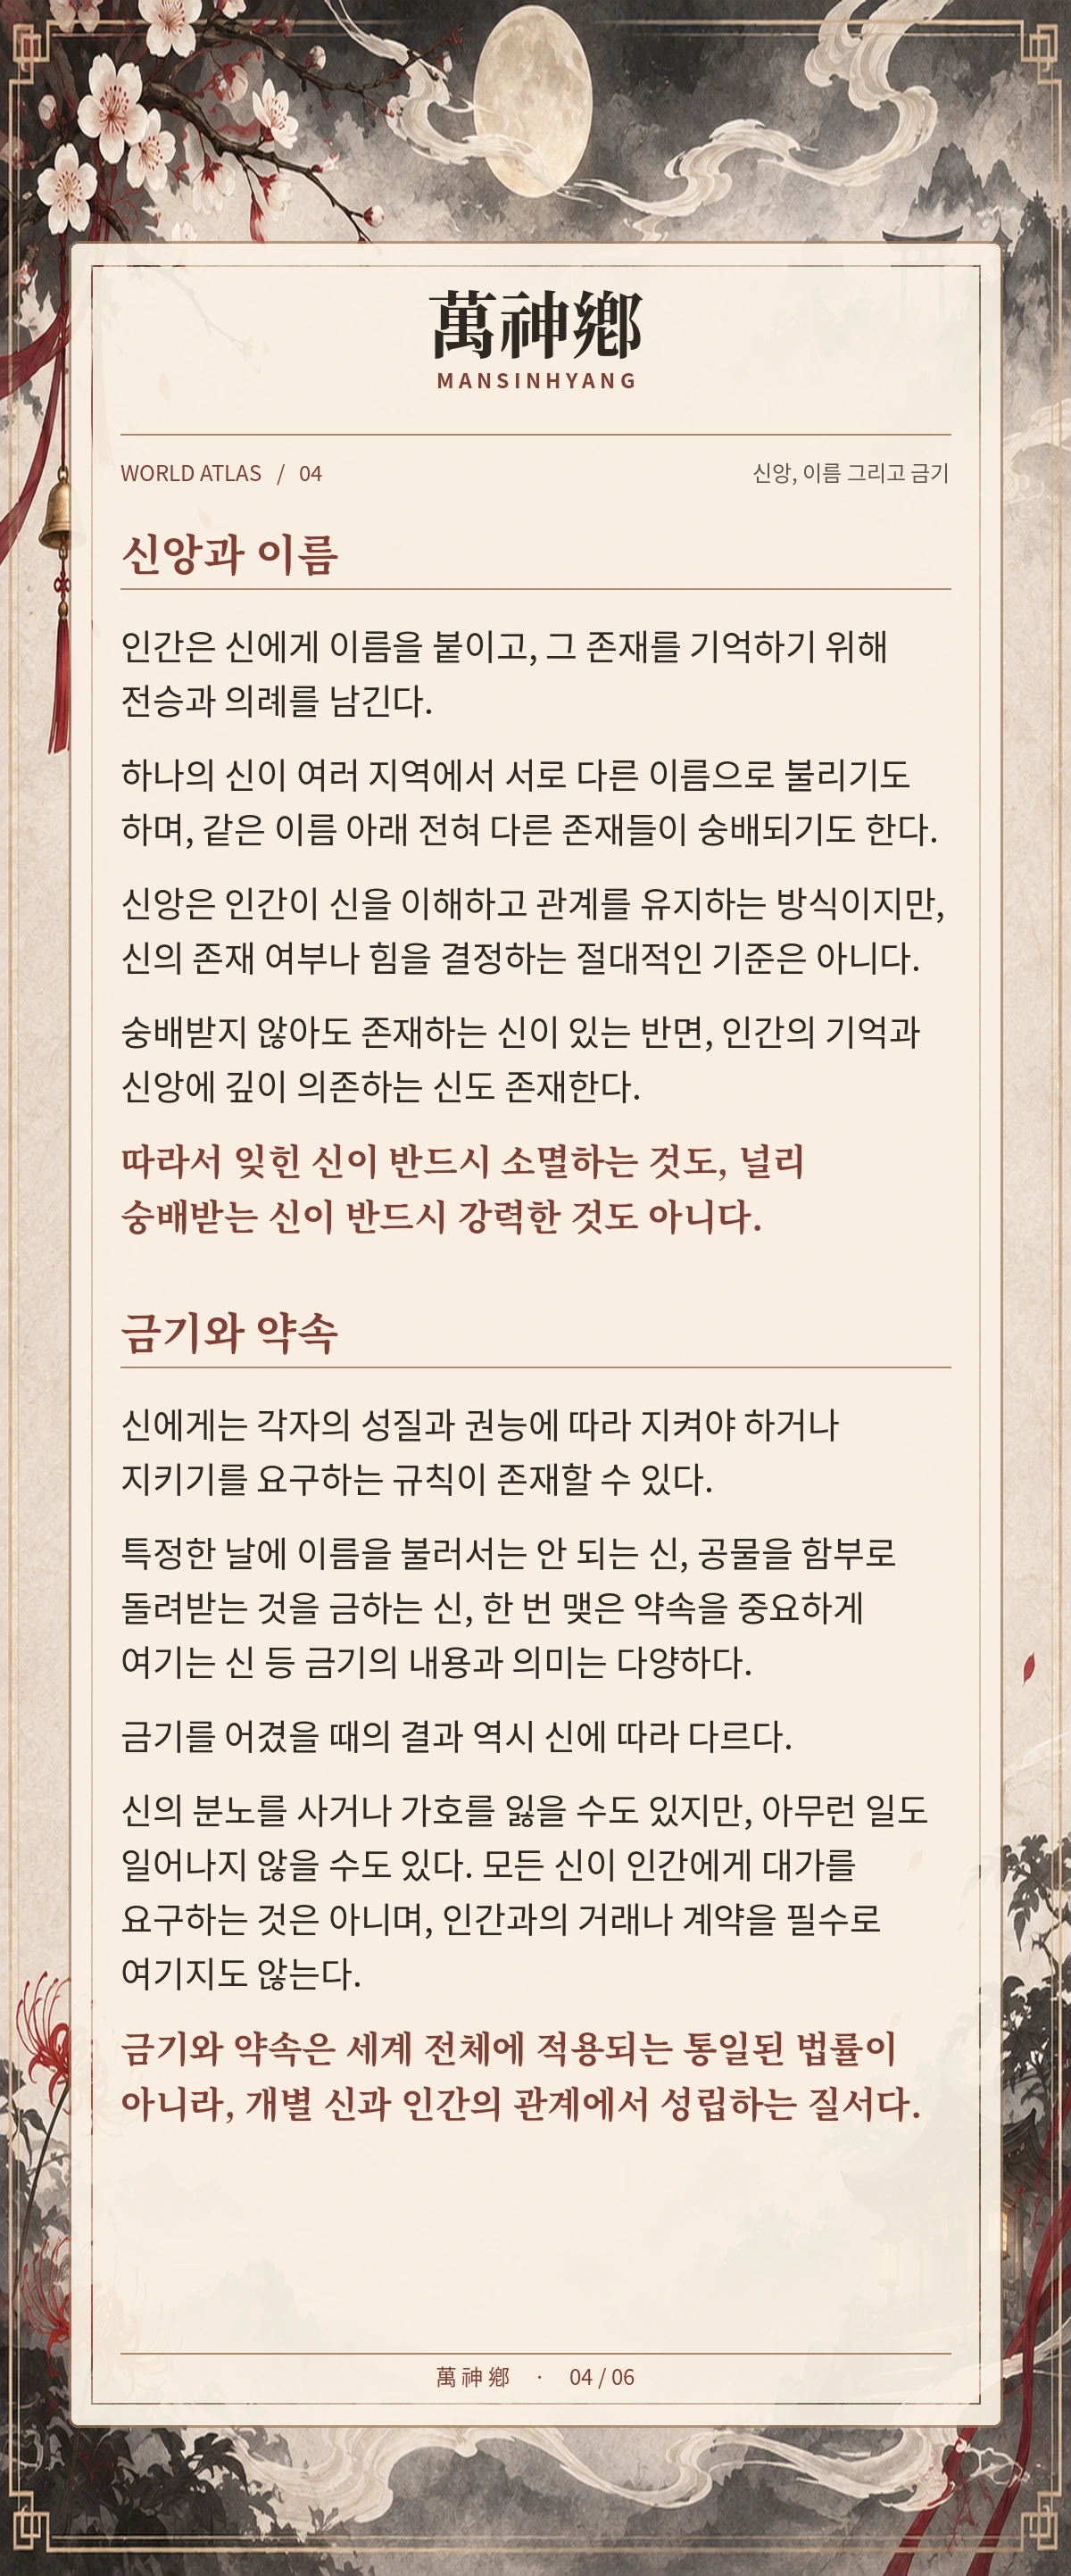 萬神鄕
MANSINHYANG
WORLD ATLAS / 04
신앙, 이름 그리고 금기
신앙과 이름
인간은 신에게 이름을 붙이고, 그 존재를 기억하기 위해
전승과 의례를 남긴다.
하나의 신이 여러 지역에서 서로 다른 이름으로 불리기도
하며, 같은 이름 아래 전혀 다른 존재들이 숭배되기도 한다.
신앙은 인간이 신을 이해하고 관계를 유지하는 방식이지만,
신의 존재 여부나 힘을 결정하는 절대적인 기준은 아니다.
숭배받지 않아도 존재하는 신이 있는 반면, 인간의 기억과
신앙에 깊이 의존하는 신도 존재한다.
따라서 잊힌 신이 반드시 소멸하는 것도, 널리
숭배받는 신이 반드시 강력한 것도 아니다.
금기와 약속
신에게는 각자의 성질과 권능에 따라 지켜야 하거나
지키기를 요구하는 규칙이 존재할 수 있다.
특정한 날에 이름을 불러서는 안 되는 신, 공물을 함부로
돌려받는 것을 금하는 신, 한 번 맺은 약속을 중요하게
여기는 신 등 금기의 내용과 의미는 다양하다.
금기를 어겼을 때의 결과 역시 신에 따라 다르다.
신의 분노를 사거나 가호를 잃을 수도 있지만, 아무런 일도
일어나지 않을 수도 있다. 모든 신이 인간에게 대가를
요구하는 것은 아니며, 인간과의 거래나 계약을 필수로
여기지도 않는다.
금기와 약속은 세계 전체에 적용되는 통일된 법률이
아니라, 개별 신과 인간의 관계에서 성립하는 질서다.
萬神鄕 · 04 / 06